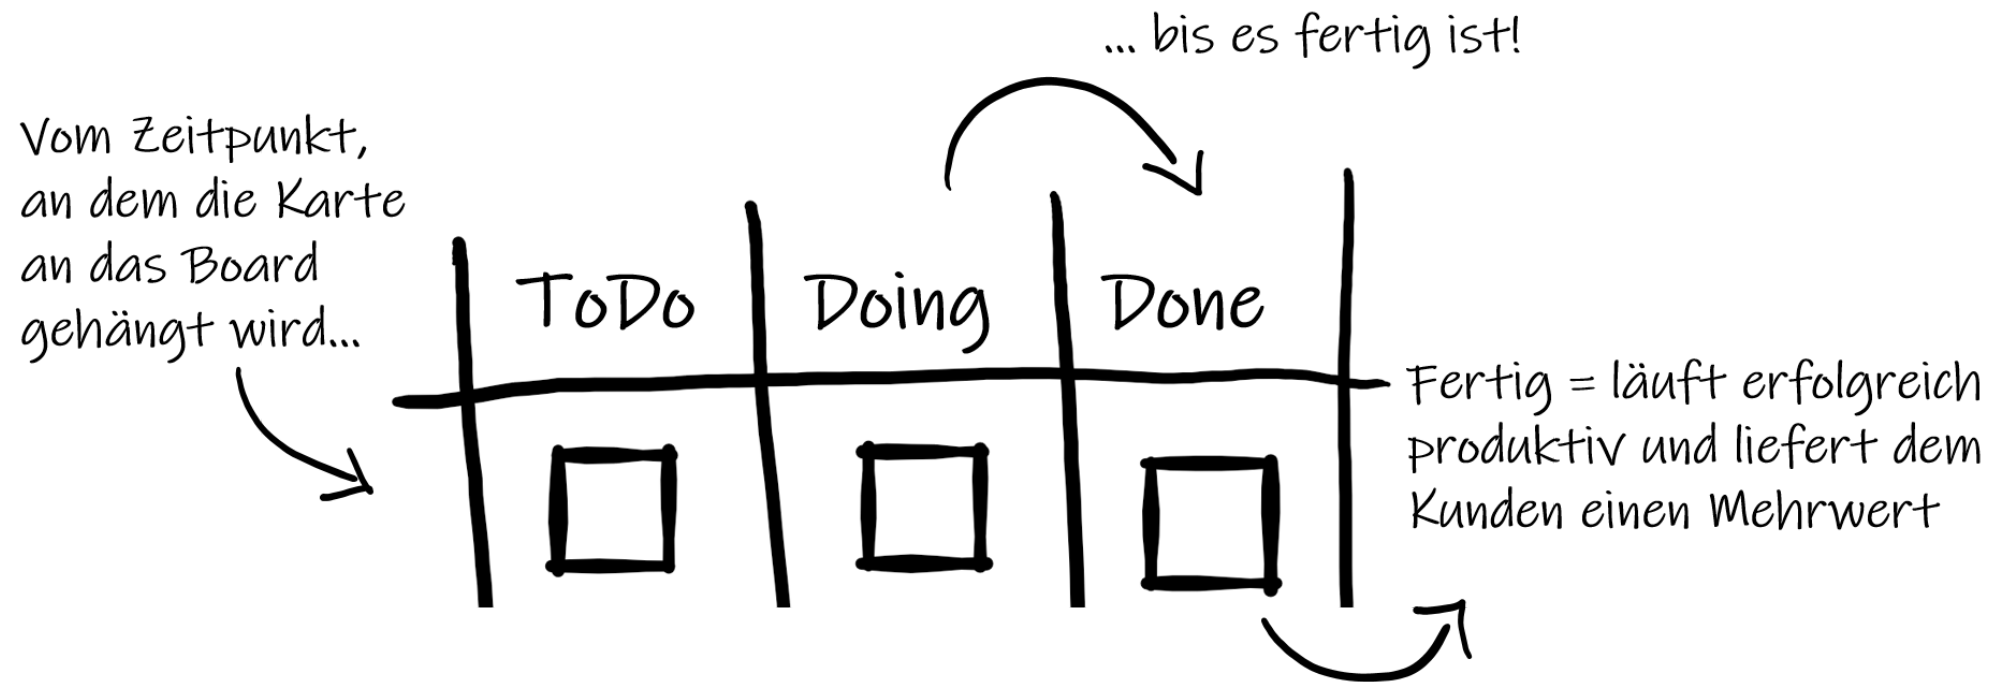 ... bis es fertig ist!
Vom Zeitpunkt,
an dem die Karte
an das Board
gehängt wird...
ToDo
Doing
Done
Fertig = läuft erfolgreich
produktiv und liefert dem
Kunden einen Mehrwert